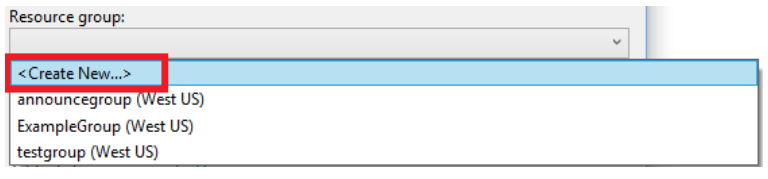 Resource group:
<Create New...>
announcegroup (West US)
ExampleGroup (West US)
testgroup (West US)